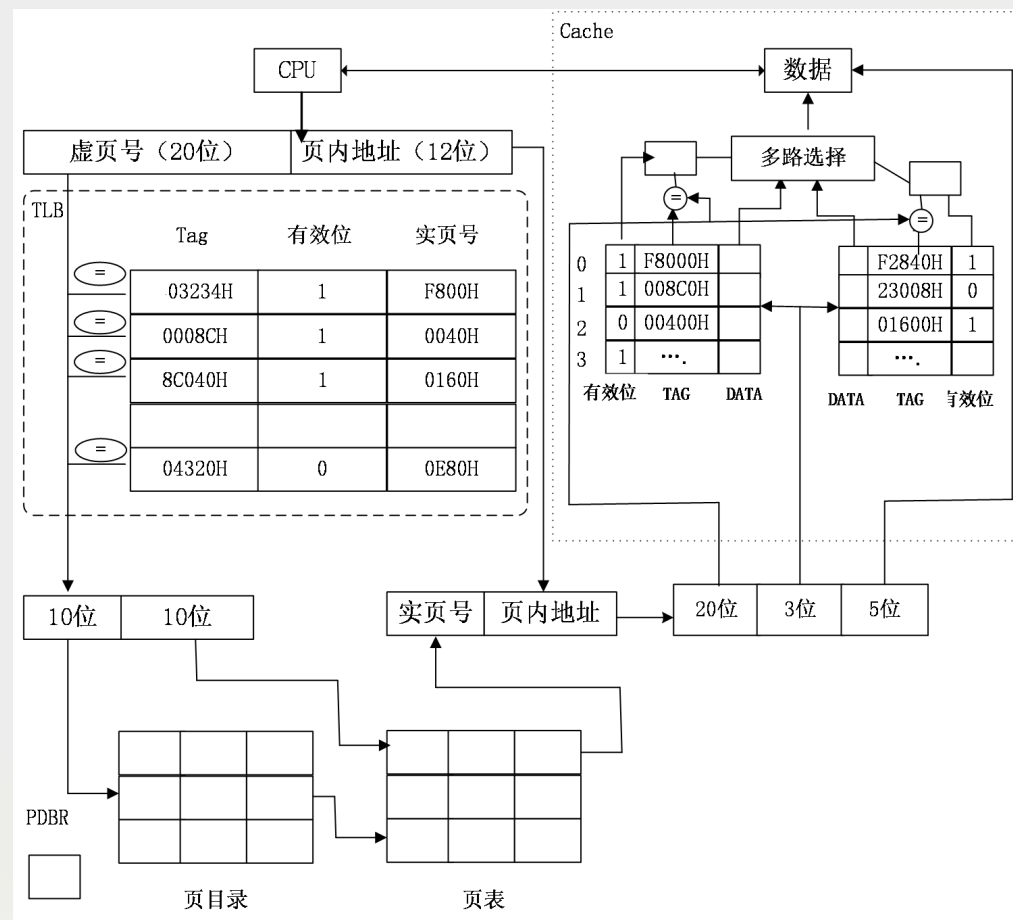 Cache
CPU
数据
虚页号（20位）
页内地址（12位）
多路选择
TLB
Tag 有效位 实页号
= 03234H 1 F800H
= 0008CH 1 0040H
= 8C040H 1 0160H
= 04320H 0 0E80H
= =
0 1 F8000H
1 1 008C0H
2 0 00400H
3 1 ….
有效位 TAG DATA
F2840H 1
23008H 0
01600H 1
….
DATA TAG 有效位
10位 10位
实页号 页内地址
20位 3位 5位
PDBR
页目录
页表